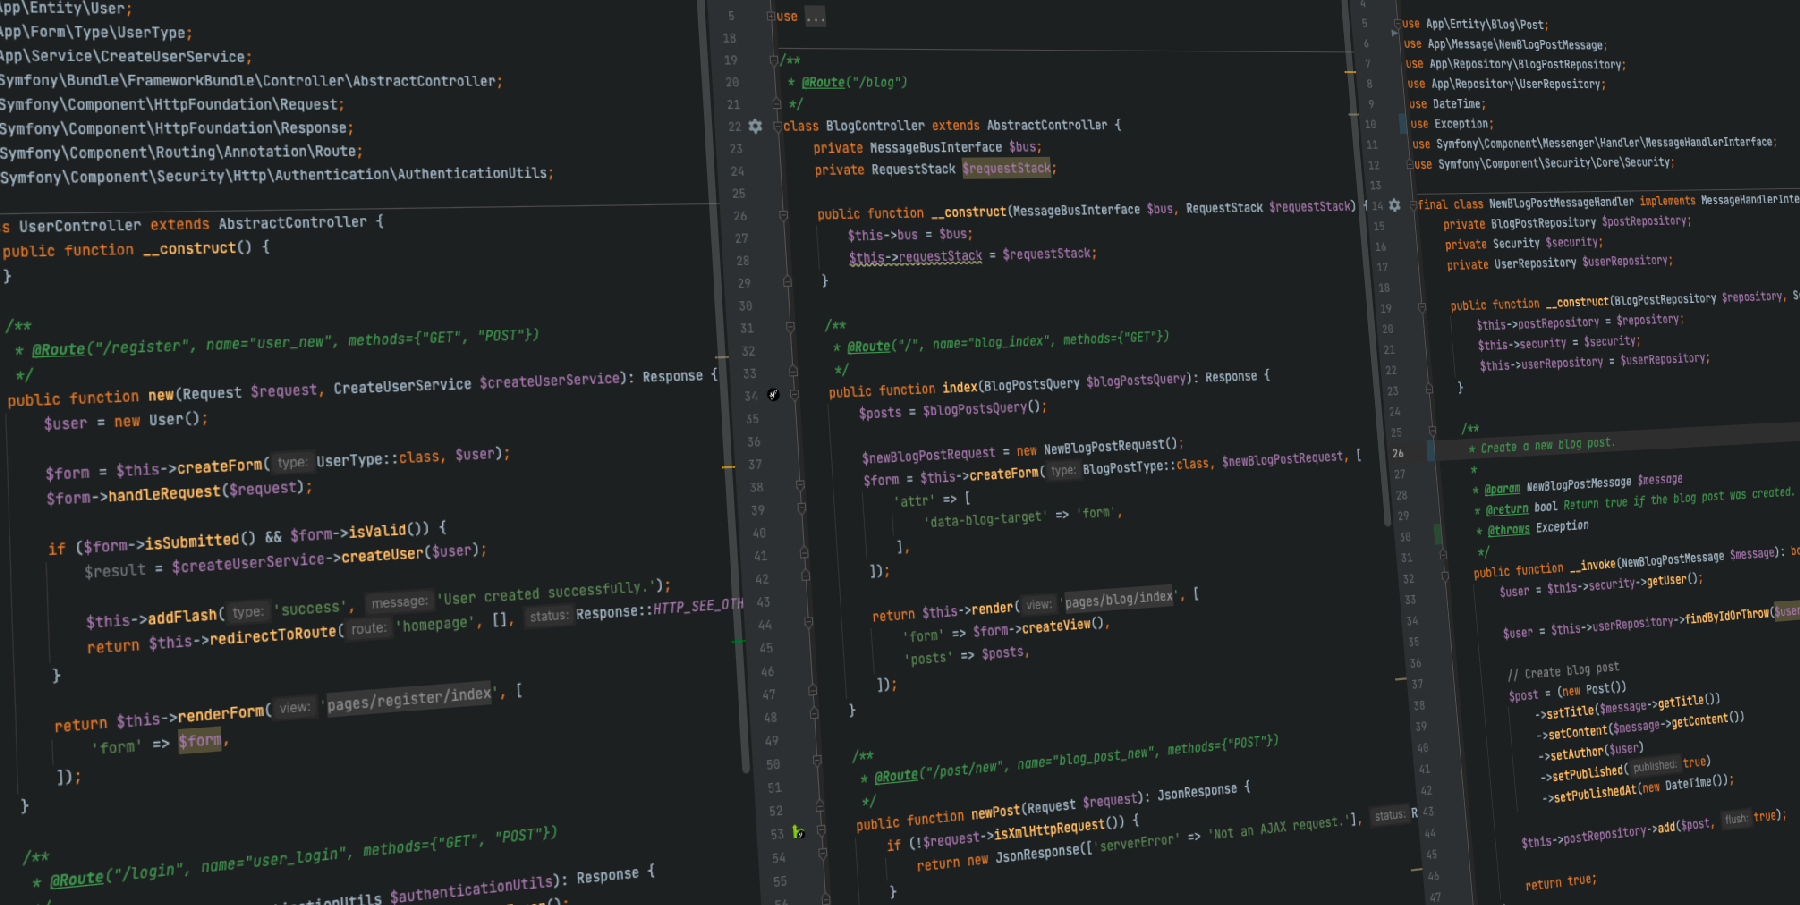 App\Entity\User;
App\Form\Type\UserType;
App\Service\CreateUserService;
Symfony\Bundle\FrameworkBundle\Controller\AbstractController;
Symfony\Component\HttpFoundation\Request;
Symfony\Component\HttpFoundation\Response;
Symfony\Component\Routing\Annotation\Route;
Symfony\Component\Security\Http\Authentication\AuthenticationUtils;
s UserController extends AbstractController {
public function __construct() {
}
/**
* @Route("/register", name="user_new", methods={"GET", "POST"})
*/
public function new(Request $request, CreateUserService $createUserService): Response {
$user = new User();
$form = $this->createForm( type: UserType::class, $user);
$form->handleRequest($request);
if ($form->isSubmitted() && $form->isValid()) {
$result = $createUserService->createUser($user);
$this->addFlash( type: 'success', message: 'User created successfully.');
return $this->redirectToRoute( route: 'homepage', [], status: Response::HTTP_SEE_OTH
}
return $this->renderForm( view: 'pages/register/index', [
'form' => $form,
]);
}
/**
* @Route("/login", name="user_login", methods={"GET", "POST"})
*/
icationUtils $authenticationUtils): Response {
5 use ...
18
19 /**
20 * @Route("/blog")
21 */
22 class BlogController extends AbstractController {
23 private MessageBusInterface $bus;
24 private RequestStack $requestStack;
25
26 public function __construct(MessageBusInterface $bus, RequestStack $requestStack) {
27 $this->bus = $bus;
28 $this->requestStack = $requestStack;
29 }
30
31 /**
32 * @Route("/", name="blog_index", methods={"GET"})
33 */
34 public function index(BlogPostsQuery $blogPostsQuery): Response {
35 $posts = $blogPostsQuery();
36
37 $newBlogPostRequest = new NewBlogPostRequest();
38 $form = $this->createForm( type: BlogPostType::class, $newBlogPostRequest, [
39 'attr' => [
40 'data-blog-target' => 'form',
41 ],
42 ]);
43
44 return $this->render( view: 'pages/blog/index', [
45 'form' => $form->createView(),
46 'posts' => $posts,
47 ]);
48 }
49
50 /**
51 * @Route("/post/new", name="blog_post_new", methods={"POST"})
52 */
53 public function newPost(Request $request): JsonResponse {
54 if (!$request->isXmlHttpRequest()) {
55 return new JsonResponse(['serverError' => 'Not an AJAX request.'], status: R
56 }
4
5 use App\Entity\Blog\Post;
6 use App\Message\NewBlogPostMessage;
7 use App\Repository\BlogPostRepository;
8 use App\Repository\UserRepository;
9 use DateTime;
10 use Exception;
11 use Symfony\Component\Messenger\Handler\MessageHandlerInterface;
12 use Symfony\Component\Security\Core\Security;
13
14 final class NewBlogPostMessageHandler implements MessageHandlerInte
15 private BlogPostRepository $postRepository;
16 private Security $security;
17 private UserRepository $userRepository;
18
19 public function __construct(BlogPostRepository $repository, Se
20 $this->postRepository = $repository;
21 $this->security = $security;
22 $this->userRepository = $userRepository;
23 }
24
25 /**
26 * Create a new blog post.
27 *
28 * @param NewBlogPostMessage $message
29 * @return bool Return true if the blog post was created.
30 * @throws Exception
31 */
32 public function __invoke(NewBlogPostMessage $message): bo
33 $user = $this->security->getUser();
34
35 $user = $this->userRepository->findByIdOrThrow($user
36
37 // Create blog post
38 $post = (new Post())
39 ->setTitle($message->getTitle())
40 ->setContent($message->getContent())
41 ->setAuthor($user)
42 ->setPublished( published: true)
43 ->setPublishedAt(new DateTime());
44
45 $this->postRepository->add($post, flush: true);
46
47 return true;